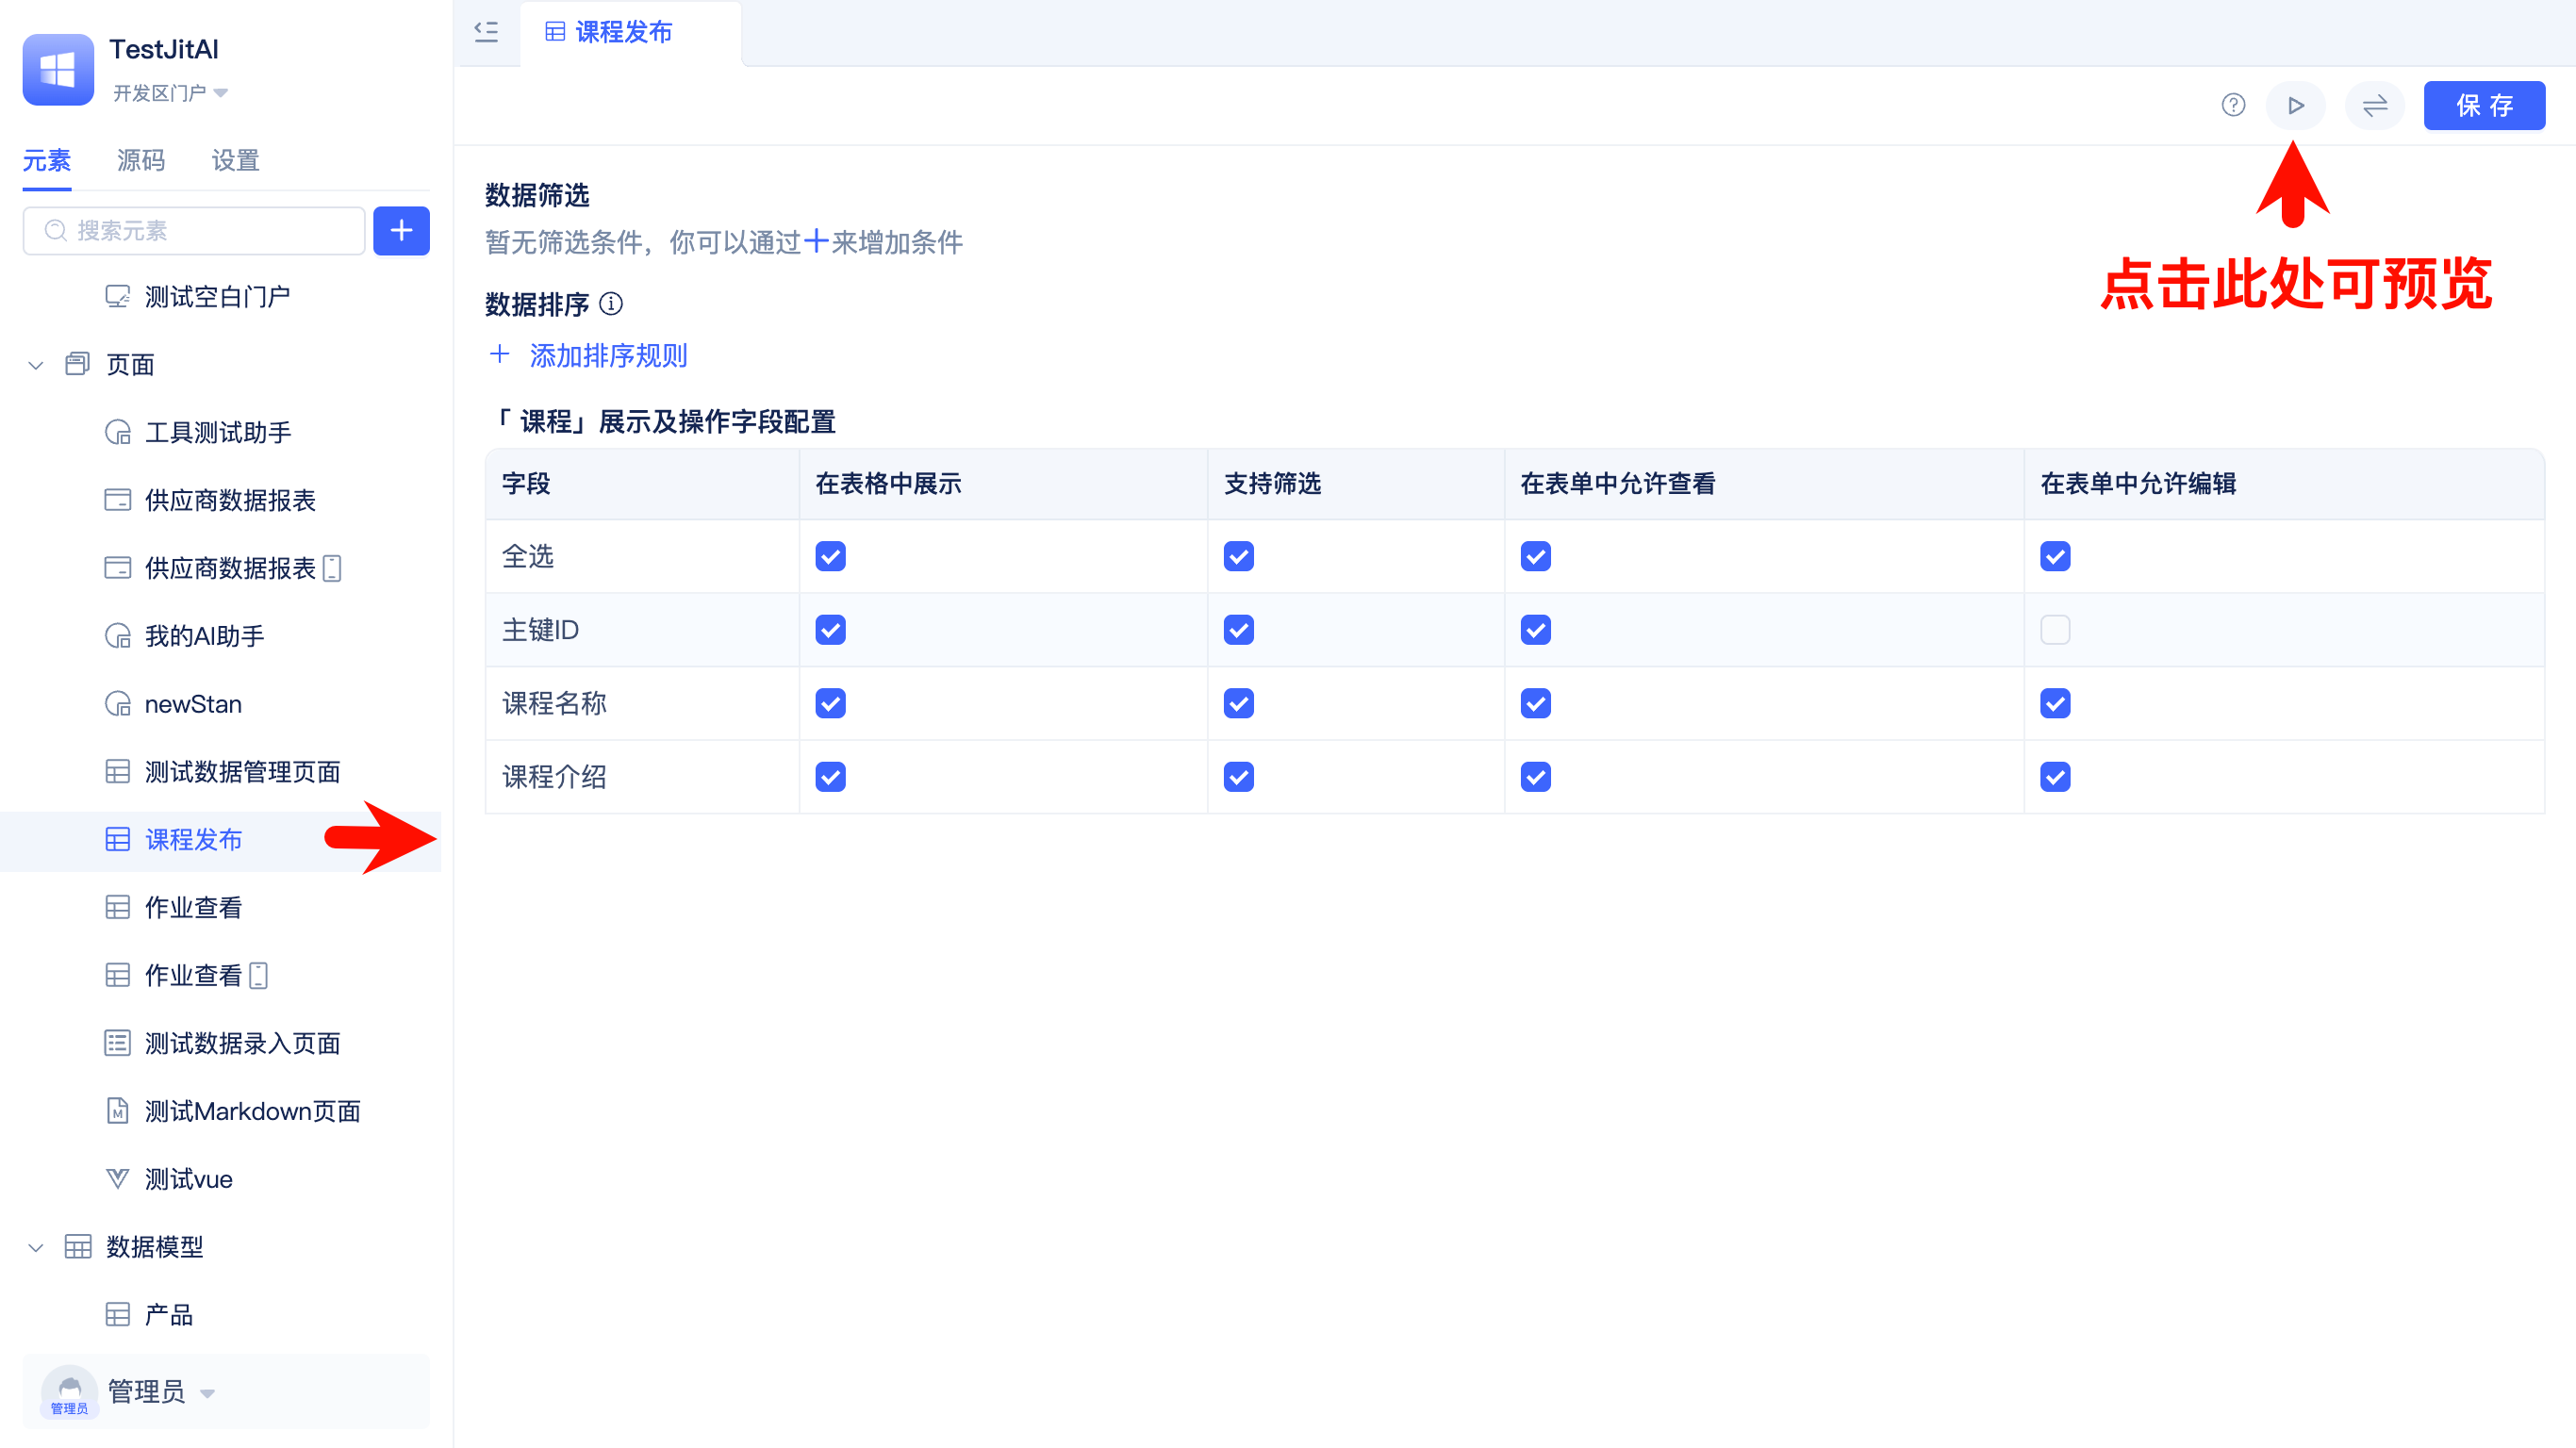 TestJitAI
开发区门户
元素 源码 设置
搜索元素
测试空白门户
页面
工具测试助手
供应商数据报表
供应商数据报表
我的AI助手
newStan
测试数据管理页面
课程发布
作业查看
作业查看
测试数据录入页面
测试Markdown页面
测试vue
数据模型
产品
管理员
管理员
课程发布
保 存
点击此处可预览
数据筛选
暂无筛选条件，你可以通过+来增加条件
数据排序
+ 添加排序规则
「 课程」展示及操作字段配置
字段 在表格中展示 支持筛选 在表单中允许查看 在表单中允许编辑
全选
主键ID
课程名称
课程介绍